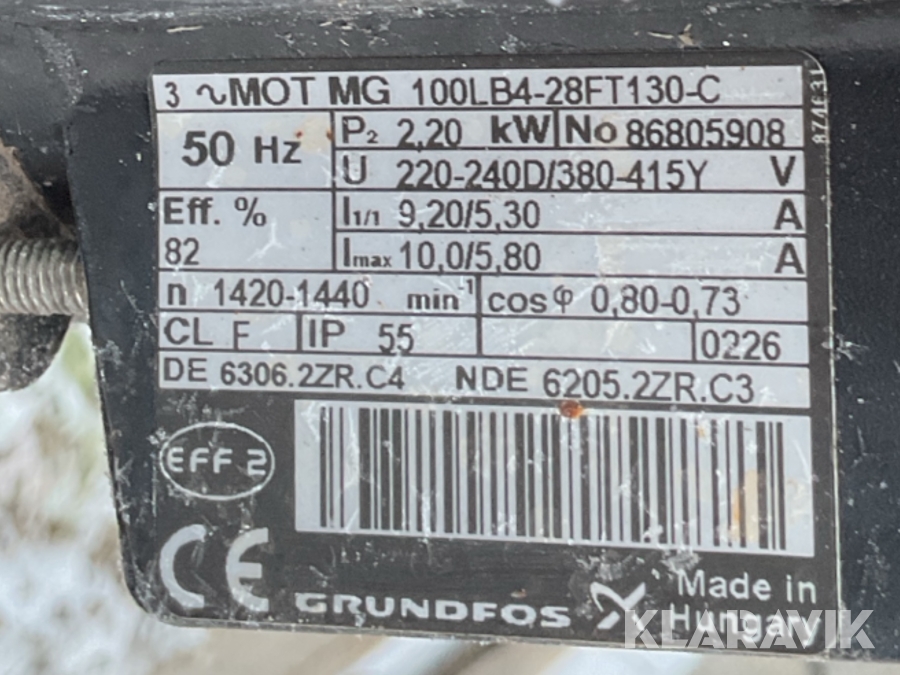 3 ∿MOT MG 100LB4-28FT130-C
50 Hz
P2 2,20 kW No 86805908
U 220-240D/380-415Y V
Eff. %
82
I1/1 9,20/5,30 A
Imax 10,0/5,80 A
n 1420-1440 min-1 cos φ 0,80-0,73
CL F IP 55 0226
DE 6306.2ZR.C4 NDE 6205.2ZR.C3
EFF 2
CE
GRUNDFOS
Made in
Hungary
KLARAVIK